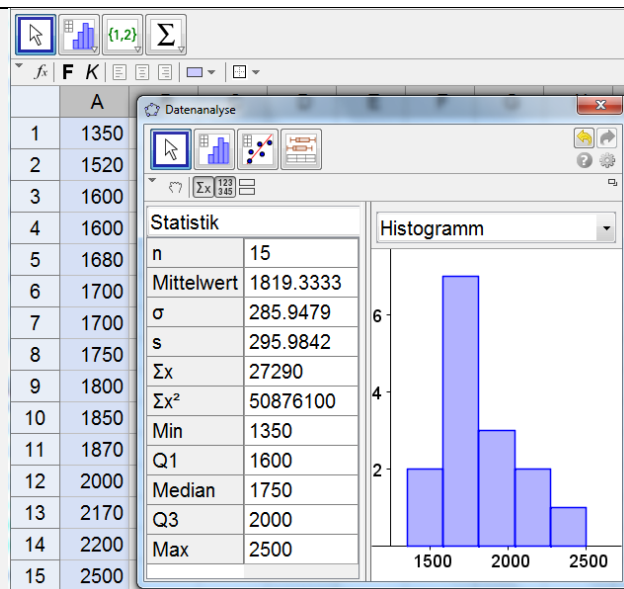 {1,2} Σ
fx F K
A
1 1350
2 1520
3 1600
4 1600
5 1680
6 1700
7 1700
8 1750
9 1800
10 1850
11 1870
12 2000
13 2170
14 2200
15 2500
Datenanalyse
Σx 123 345
Statistik
n 15
Mittelwert 1819.3333
σ 285.9479
s 295.9842
Σx 27290
Σx² 50876100
Min 1350
Q1 1600
Median 1750
Q3 2000
Max 2500
Histogramm
6
4
2
1500 2000 2500